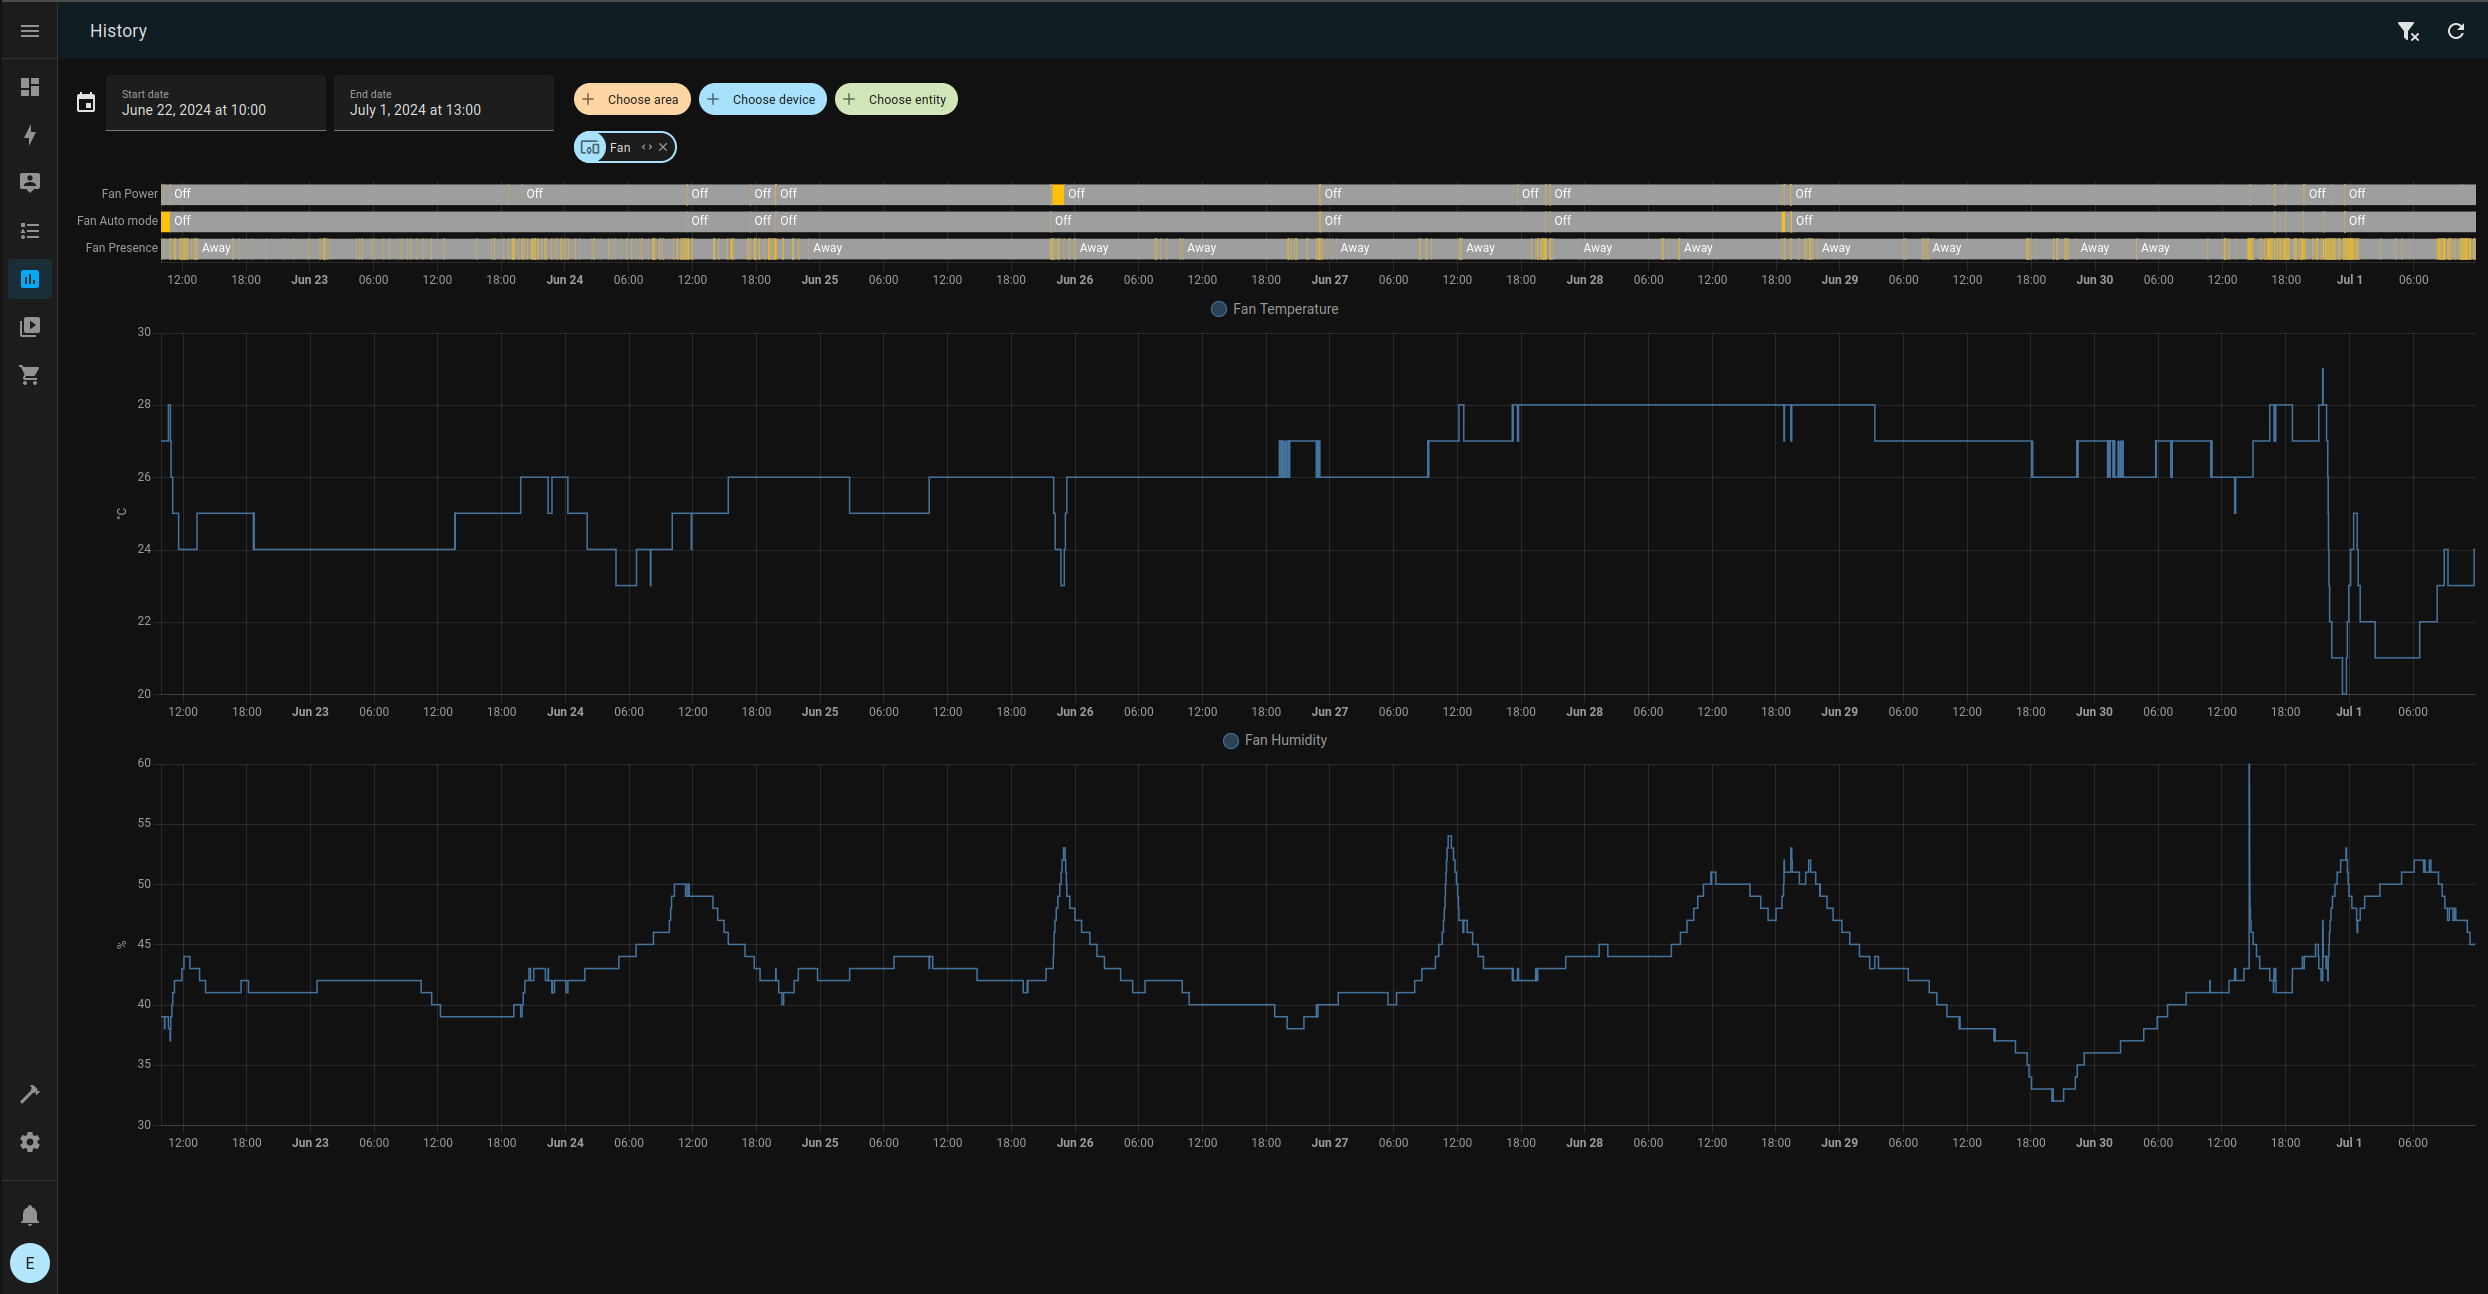 History
Start date
June 22, 2024 at 10:00
End date
July 1, 2024 at 13:00
Choose area
Choose device
Choose entity
Fan
Fan Power Off Off Off Off Off Off Off Off Off Off Off Off
Fan Auto mode Off Off Off Off Off Off Off Off Off
Fan Presence Away Away Away Away Away Away Away Away Away Away Away Away
12:00 18:00 Jun 23 06:00 12:00 18:00 Jun 24 06:00 12:00 18:00 Jun 25 06:00 12:00 18:00 Jun 26 06:00 12:00 18:00 Jun 27 06:00 12:00 18:00 Jun 28 06:00 12:00 18:00 Jun 29 06:00 12:00 18:00 Jun 30 06:00 12:00 18:00 Jul 1 06:00
Fan Temperature
30
28
26
°C
24
22
20
12:00 18:00 Jun 23 06:00 12:00 18:00 Jun 24 06:00 12:00 18:00 Jun 25 06:00 12:00 18:00 Jun 26 06:00 12:00 18:00 Jun 27 06:00 12:00 18:00 Jun 28 06:00 12:00 18:00 Jun 29 06:00 12:00 18:00 Jun 30 06:00 12:00 18:00 Jul 1 06:00
Fan Humidity
60
55
50
45
%
40
35
30
12:00 18:00 Jun 23 06:00 12:00 18:00 Jun 24 06:00 12:00 18:00 Jun 25 06:00 12:00 18:00 Jun 26 06:00 12:00 18:00 Jun 27 06:00 12:00 18:00 Jun 28 06:00 12:00 18:00 Jun 29 06:00 12:00 18:00 Jun 30 06:00 12:00 18:00 Jul 1 06:00
E